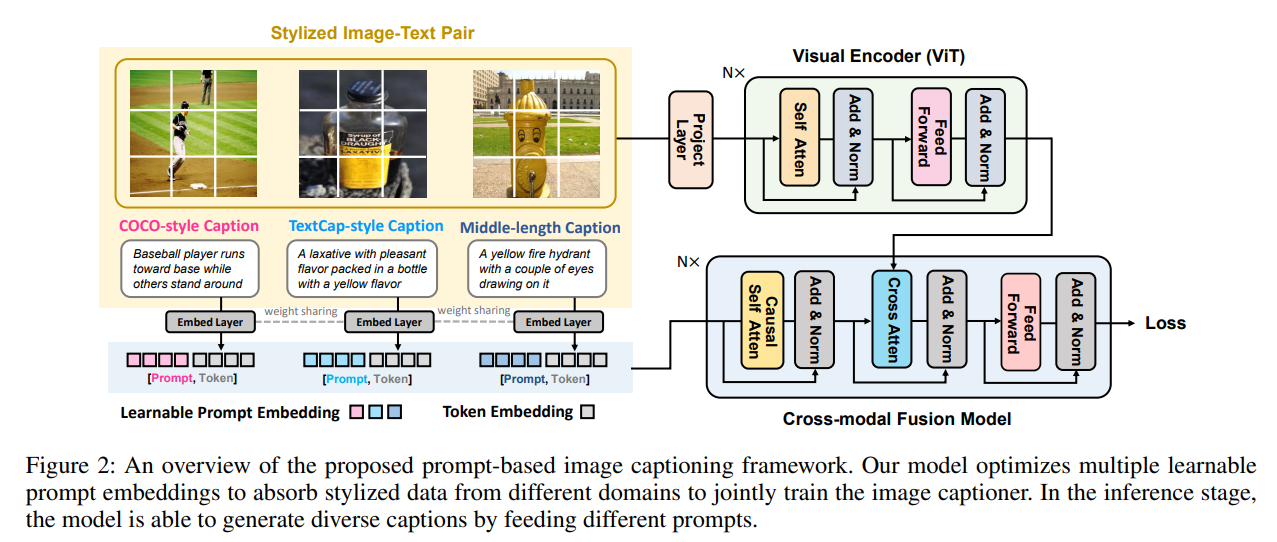 Stylized Image-Text Pair
SYRUP OF
BLACK-
DRAUGHT
LAXATIVE
COCO-style Caption
TextCap-style Caption
Middle-length Caption
Baseball player runs
toward base while
others stand around
A laxative with pleasant
flavor packed in a bottle
with a yellow flavor
A yellow fire hydrant
with a couple of eyes
drawing on it
Embed Layer
weight sharing
Embed Layer
weight sharing
Embed Layer
[Prompt, Token]
[Prompt, Token]
[Prompt, Token]
Learnable Prompt Embedding
Token Embedding
Project
Layer
Visual Encoder (ViT)
N×
Self Atten
Add & Norm
Feed
Forward
Add & Norm
N×
Causal
Self Atten
Add & Norm
Cross Atten
Add & Norm
Feed
Forward
Add & Norm
Loss
Cross-modal Fusion Model
Figure 2: An overview of the proposed prompt-based image captioning framework. Our model optimizes multiple learnable
prompt embeddings to absorb stylized data from different domains to jointly train the image captioner. In the inference stage,
the model is able to generate diverse captions by feeding different prompts.